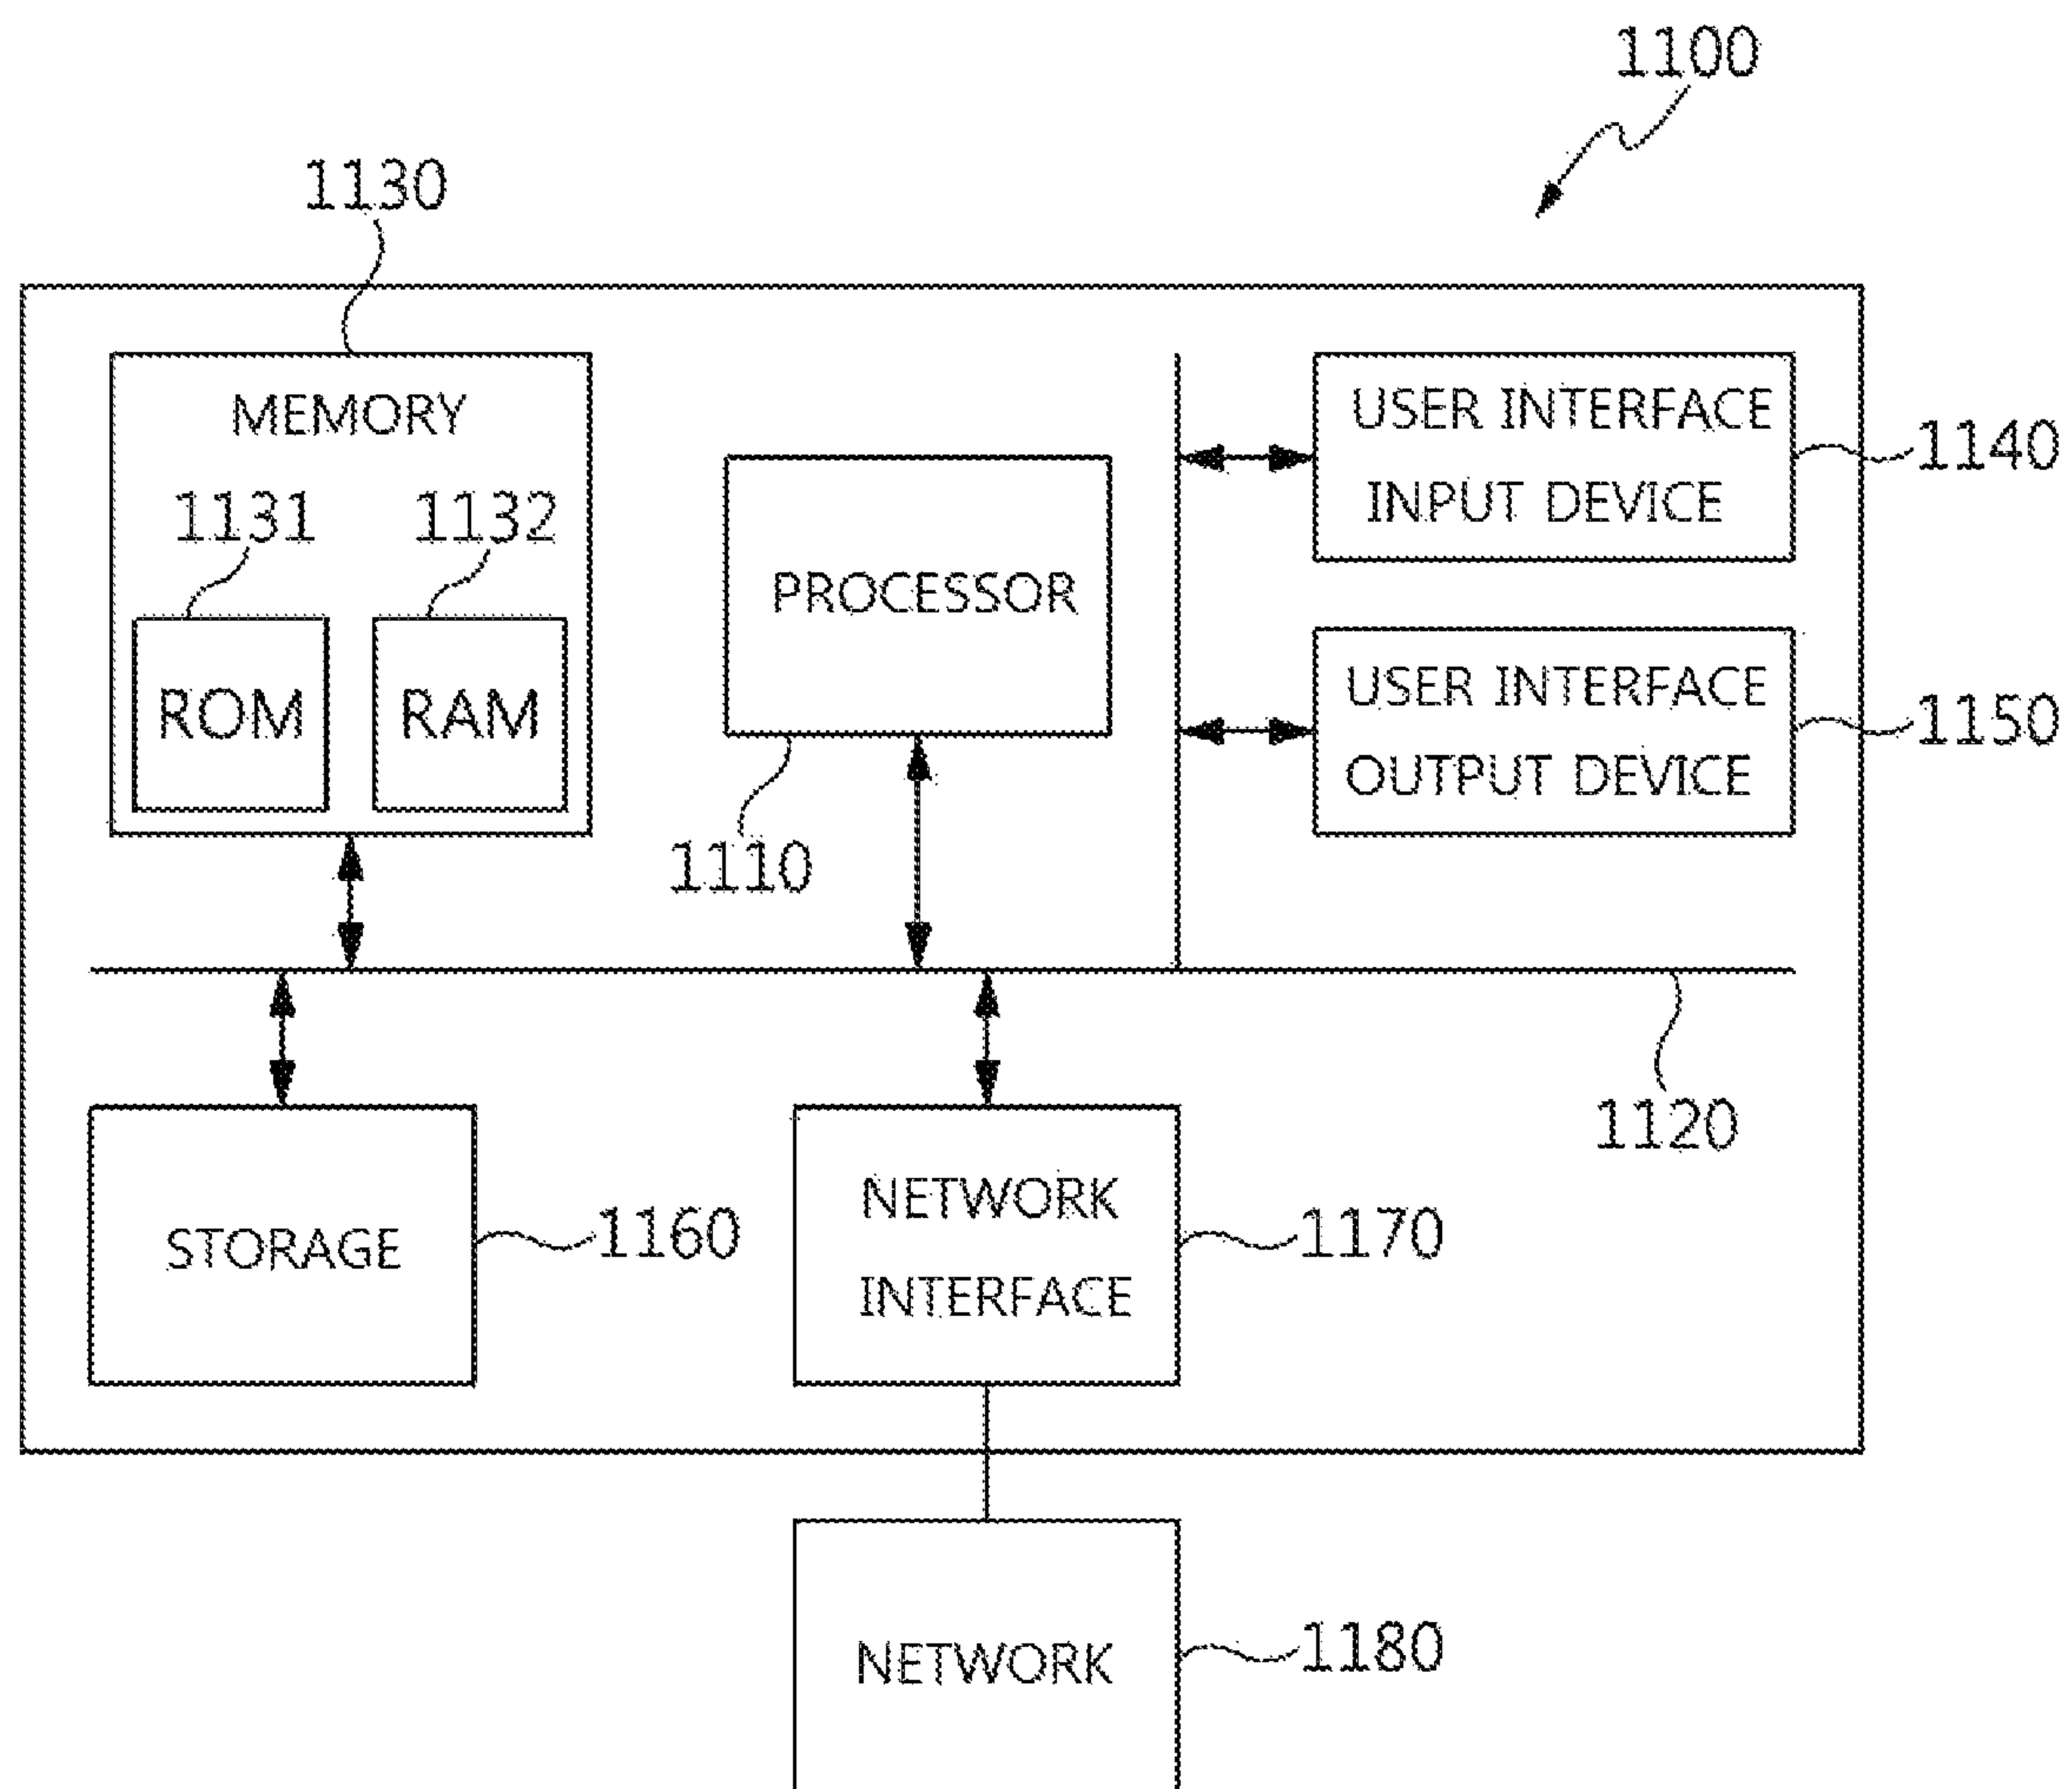 1100
1130
MEMORY
1131
1132
ROM
RAM
PROCESSOR
1110
USER INTERFACE
INPUT DEVICE
1140
USER INTERFACE
OUTPUT DEVICE
1150
1120
STORAGE
1160
NETWORK
INTERFACE
1170
NETWORK
1180